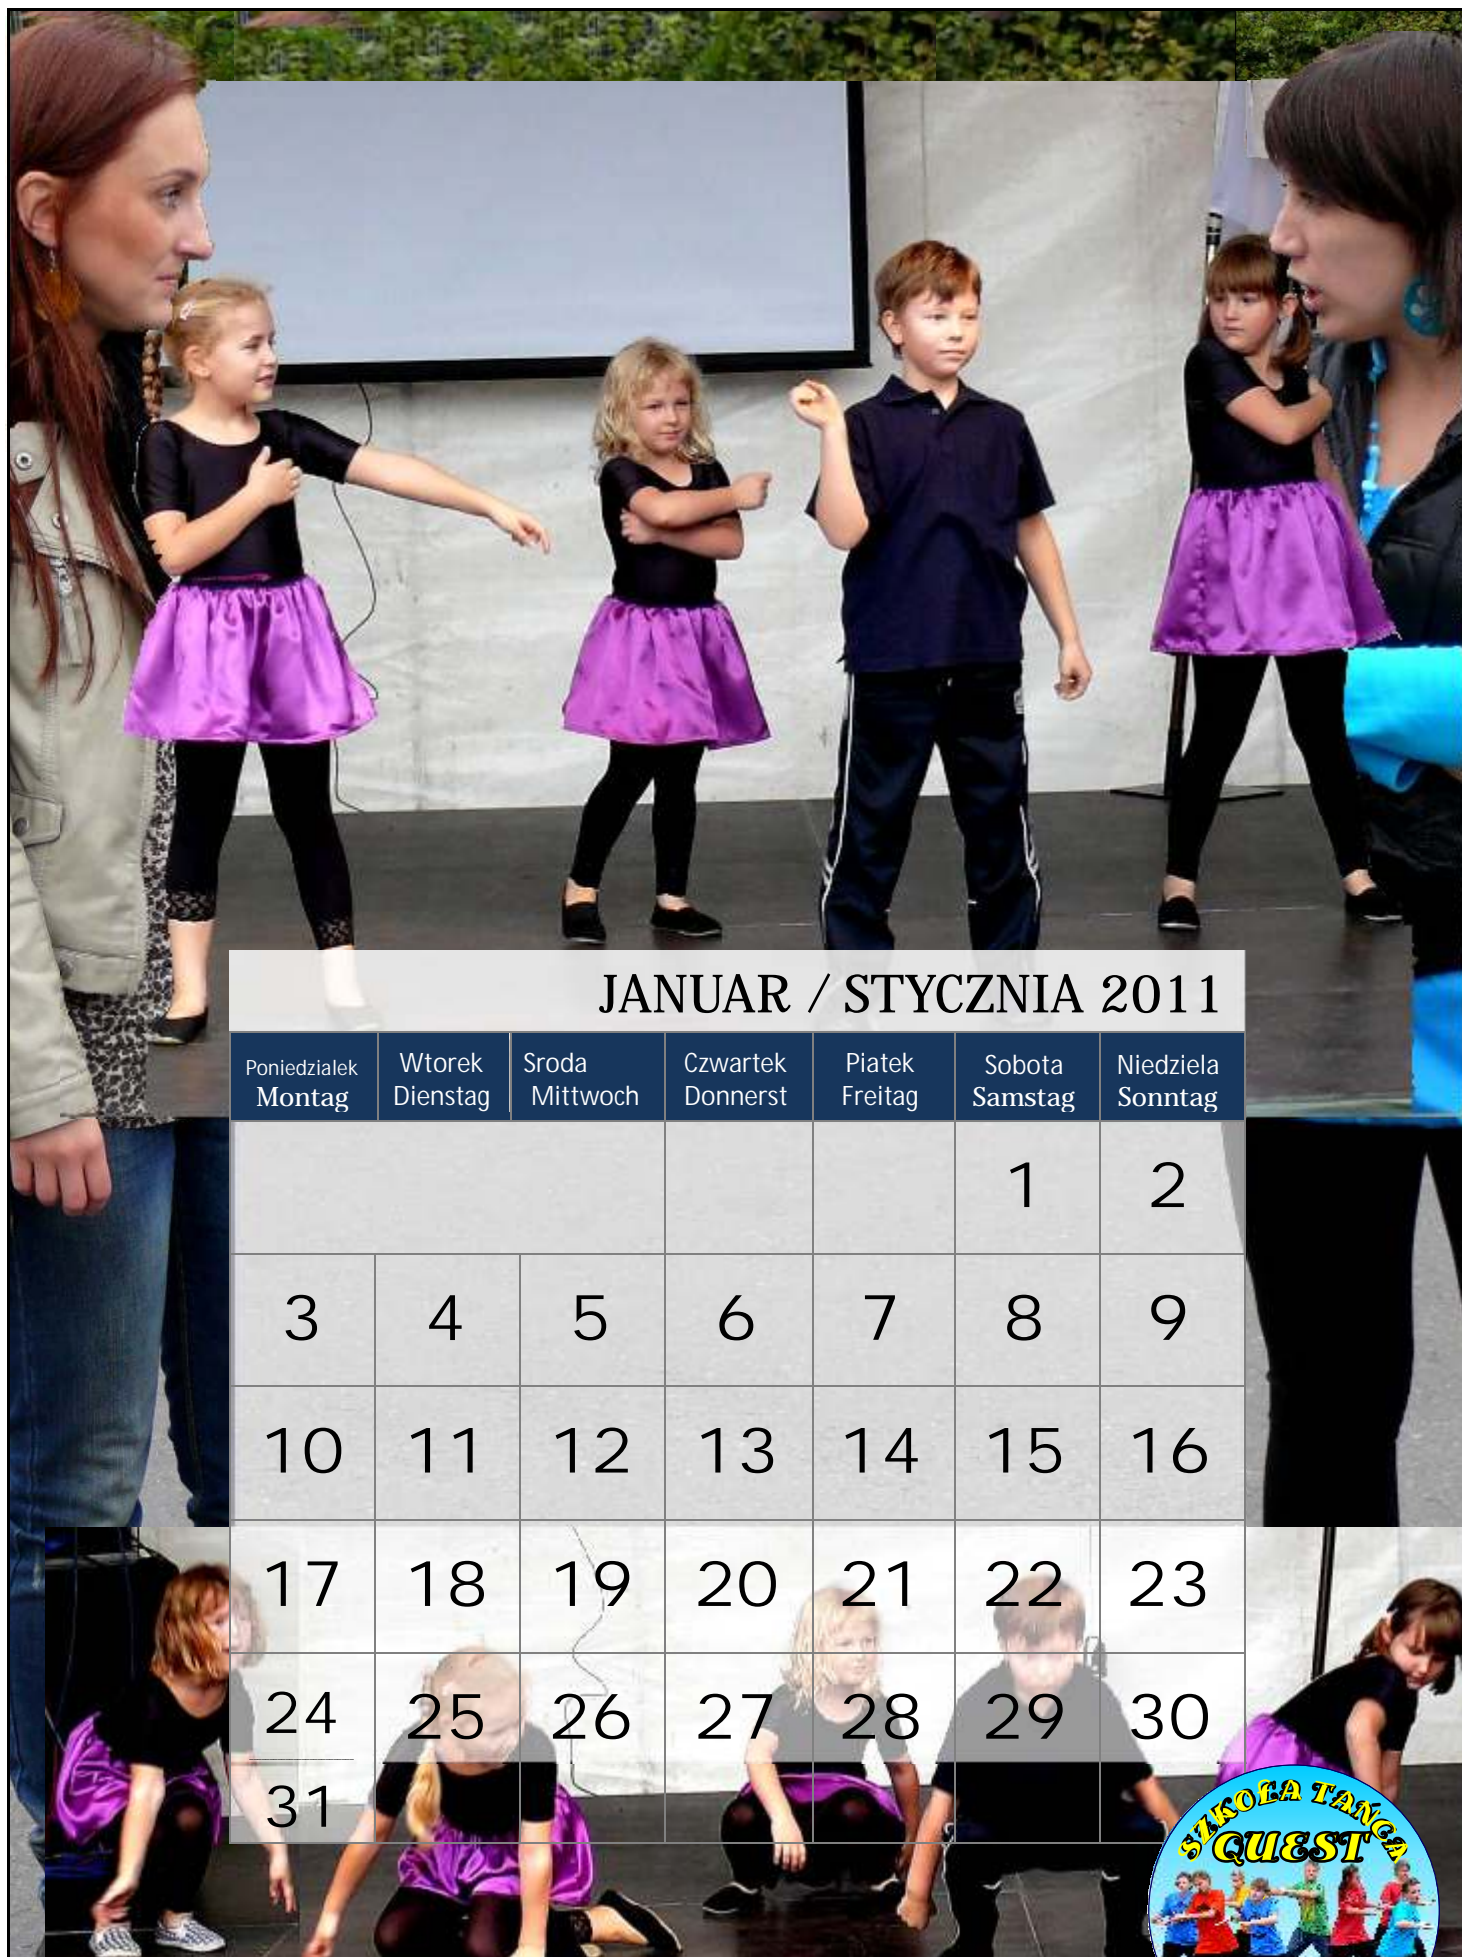 JANUAR / STYCZNIA 2011
Poniedzialek Wtorek Sroda Czwartek Piatek Sobota Niedziela
Montag Dienstag Mittwoch Donnerst Freitag Samstag Sonntag
1 2
3 4 5 6 7 8 9
10 11 12 13 14 15 16
17 18 19 20 21 22 23
24 25 26 27 28 29 30
31
SZKOŁA TAŃCA
QUEST